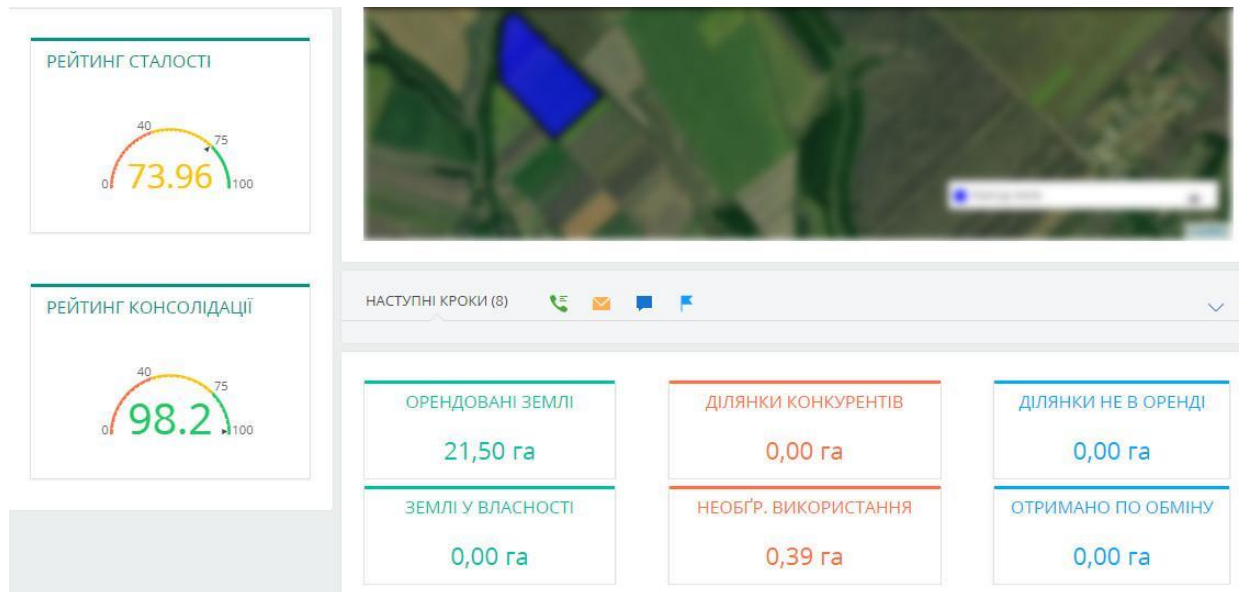 РЕЙТИНГ СТАЛОСТІ
40
75
73.96
0
100
РЕЙТИНГ КОНСОЛІДАЦІЇ
40
75
98.2
0
100
НАСТУПНІ КРОКИ (8)
ОРЕНДОВАНІ ЗЕМЛІ
21,50 га
ДІЛЯНКИ КОНКУРЕНТІВ
0,00 га
ДІЛЯНКИ НЕ В ОРЕНДІ
0,00 га
ЗЕМЛІ У ВЛАСНОСТІ
0,00 га
НЕОБҐР. ВИКОРИСТАННЯ
0,39 га
ОТРИМАНО ПО ОБМІНУ
0,00 га